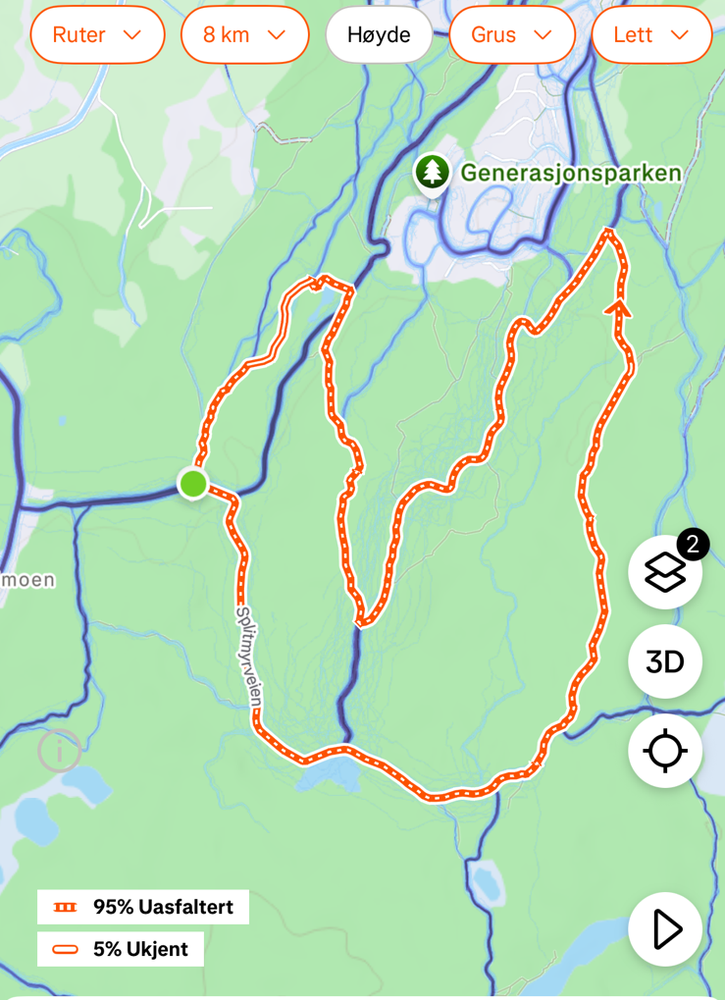 Ruter
8 km
Høyde
Grus
Lett
Generasjonsparken
2
moen
3D
Splitmyrveien
i
95% Uasfaltert
5% Ukjent